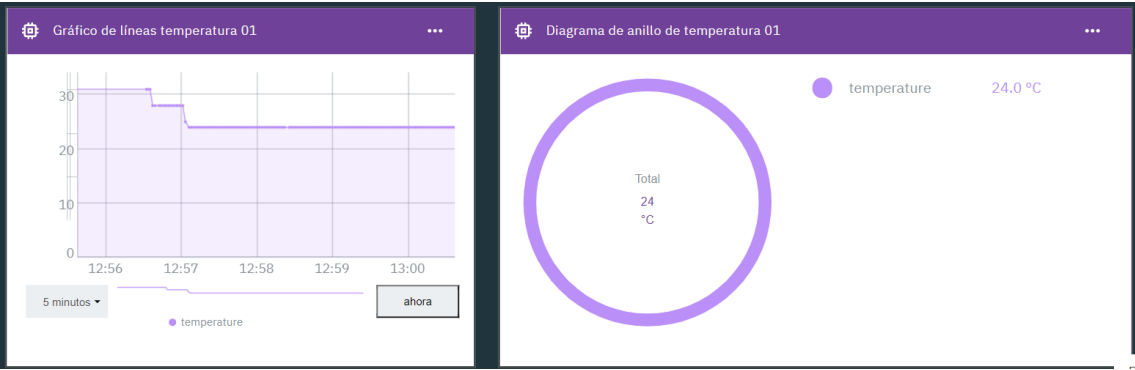 Gráfico de líneas temperatura 01
30
20
10
0
12:56 12:57 12:58 12:59 13:00
5 minutos
ahora
temperature
Diagrama de anillo de temperatura 01
Total
24
°C
temperature 24.0 °C